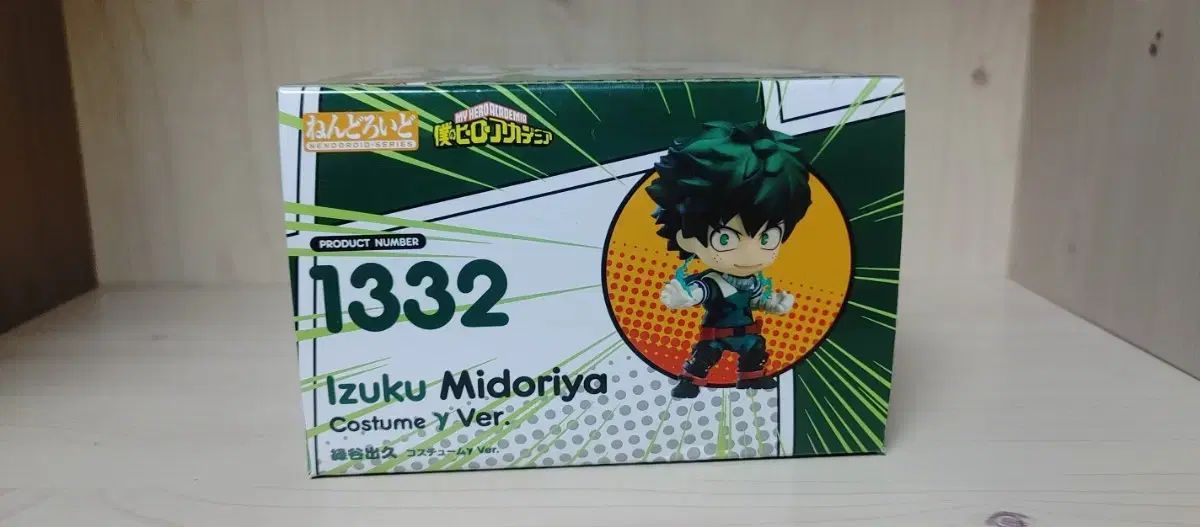 ねんどろいど
NENDOROID SERIES
MY HERO ACADEMIA
僕のヒーローアカデミア
PRODUCT NUMBER
1332
Izuku Midoriya
Costume γ Ver.
緑谷出久 コスチュームγ Ver.